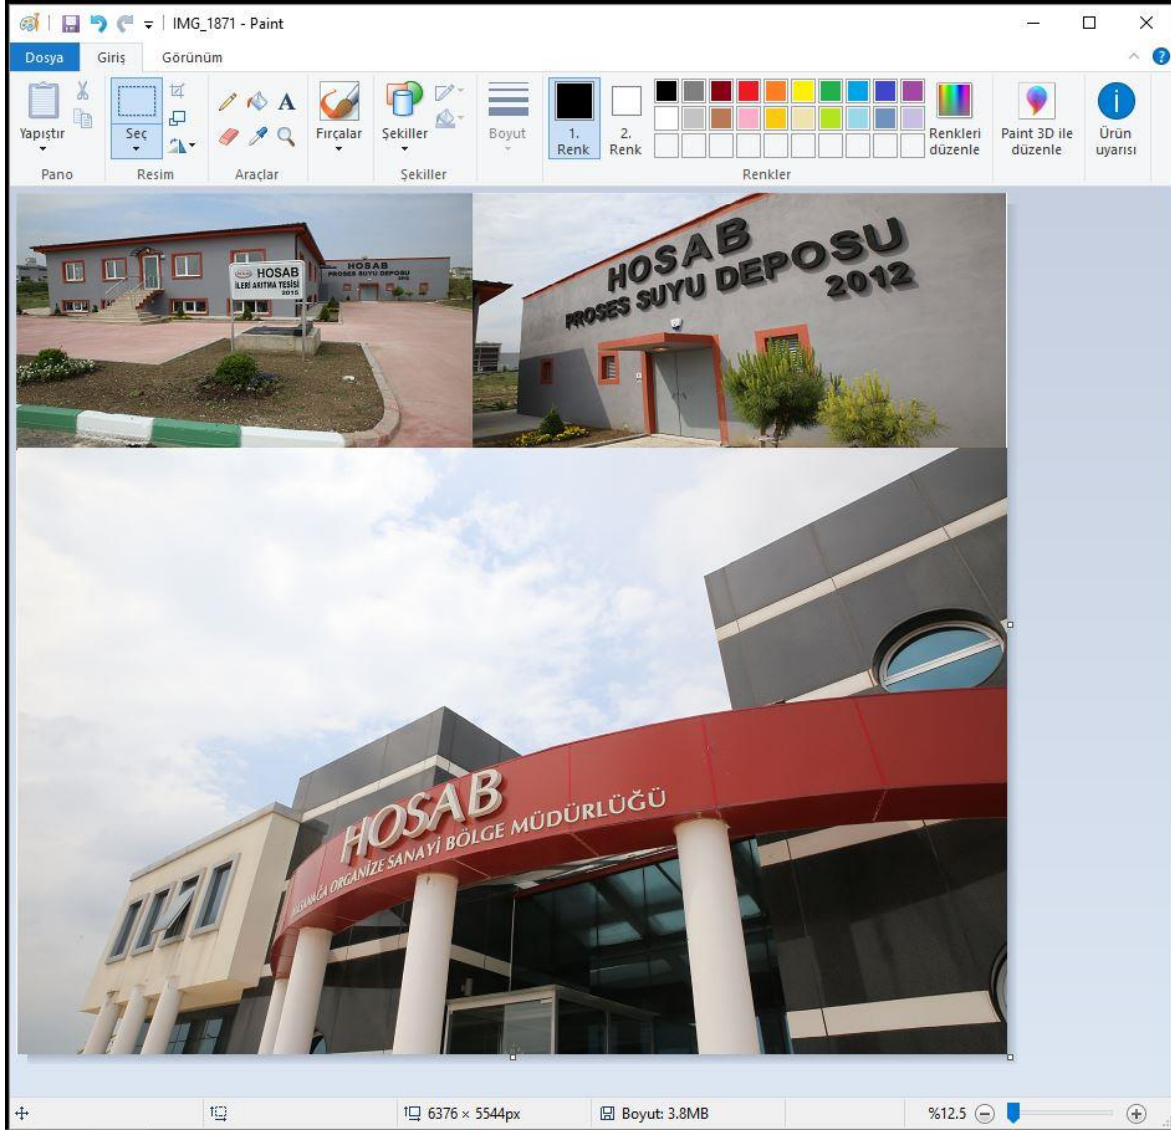 IMG_1871 - Paint
Dosya Giriş Görünüm
Yapıştır
Seç
Fırçalar
Şekiller
Boyut
1.
Renk
2.
Renk
Renkleri
düzenle
Paint 3D ile
düzenle
Ürün
uyarısı
Pano Resim Araçlar Şekiller Renkler
HOSAB
İLERİ ARITMA TESİSİ
2015
HOSAB
PROSES SUYU DEPOSU
2012
HOSAB
PROSES SUYU DEPOSU
2012
HOSAB
ORGANİZE SANAYİ BÖLGE MÜDÜRLÜĞÜ
6376 × 5544px
Boyut: 3.8MB
%12.5